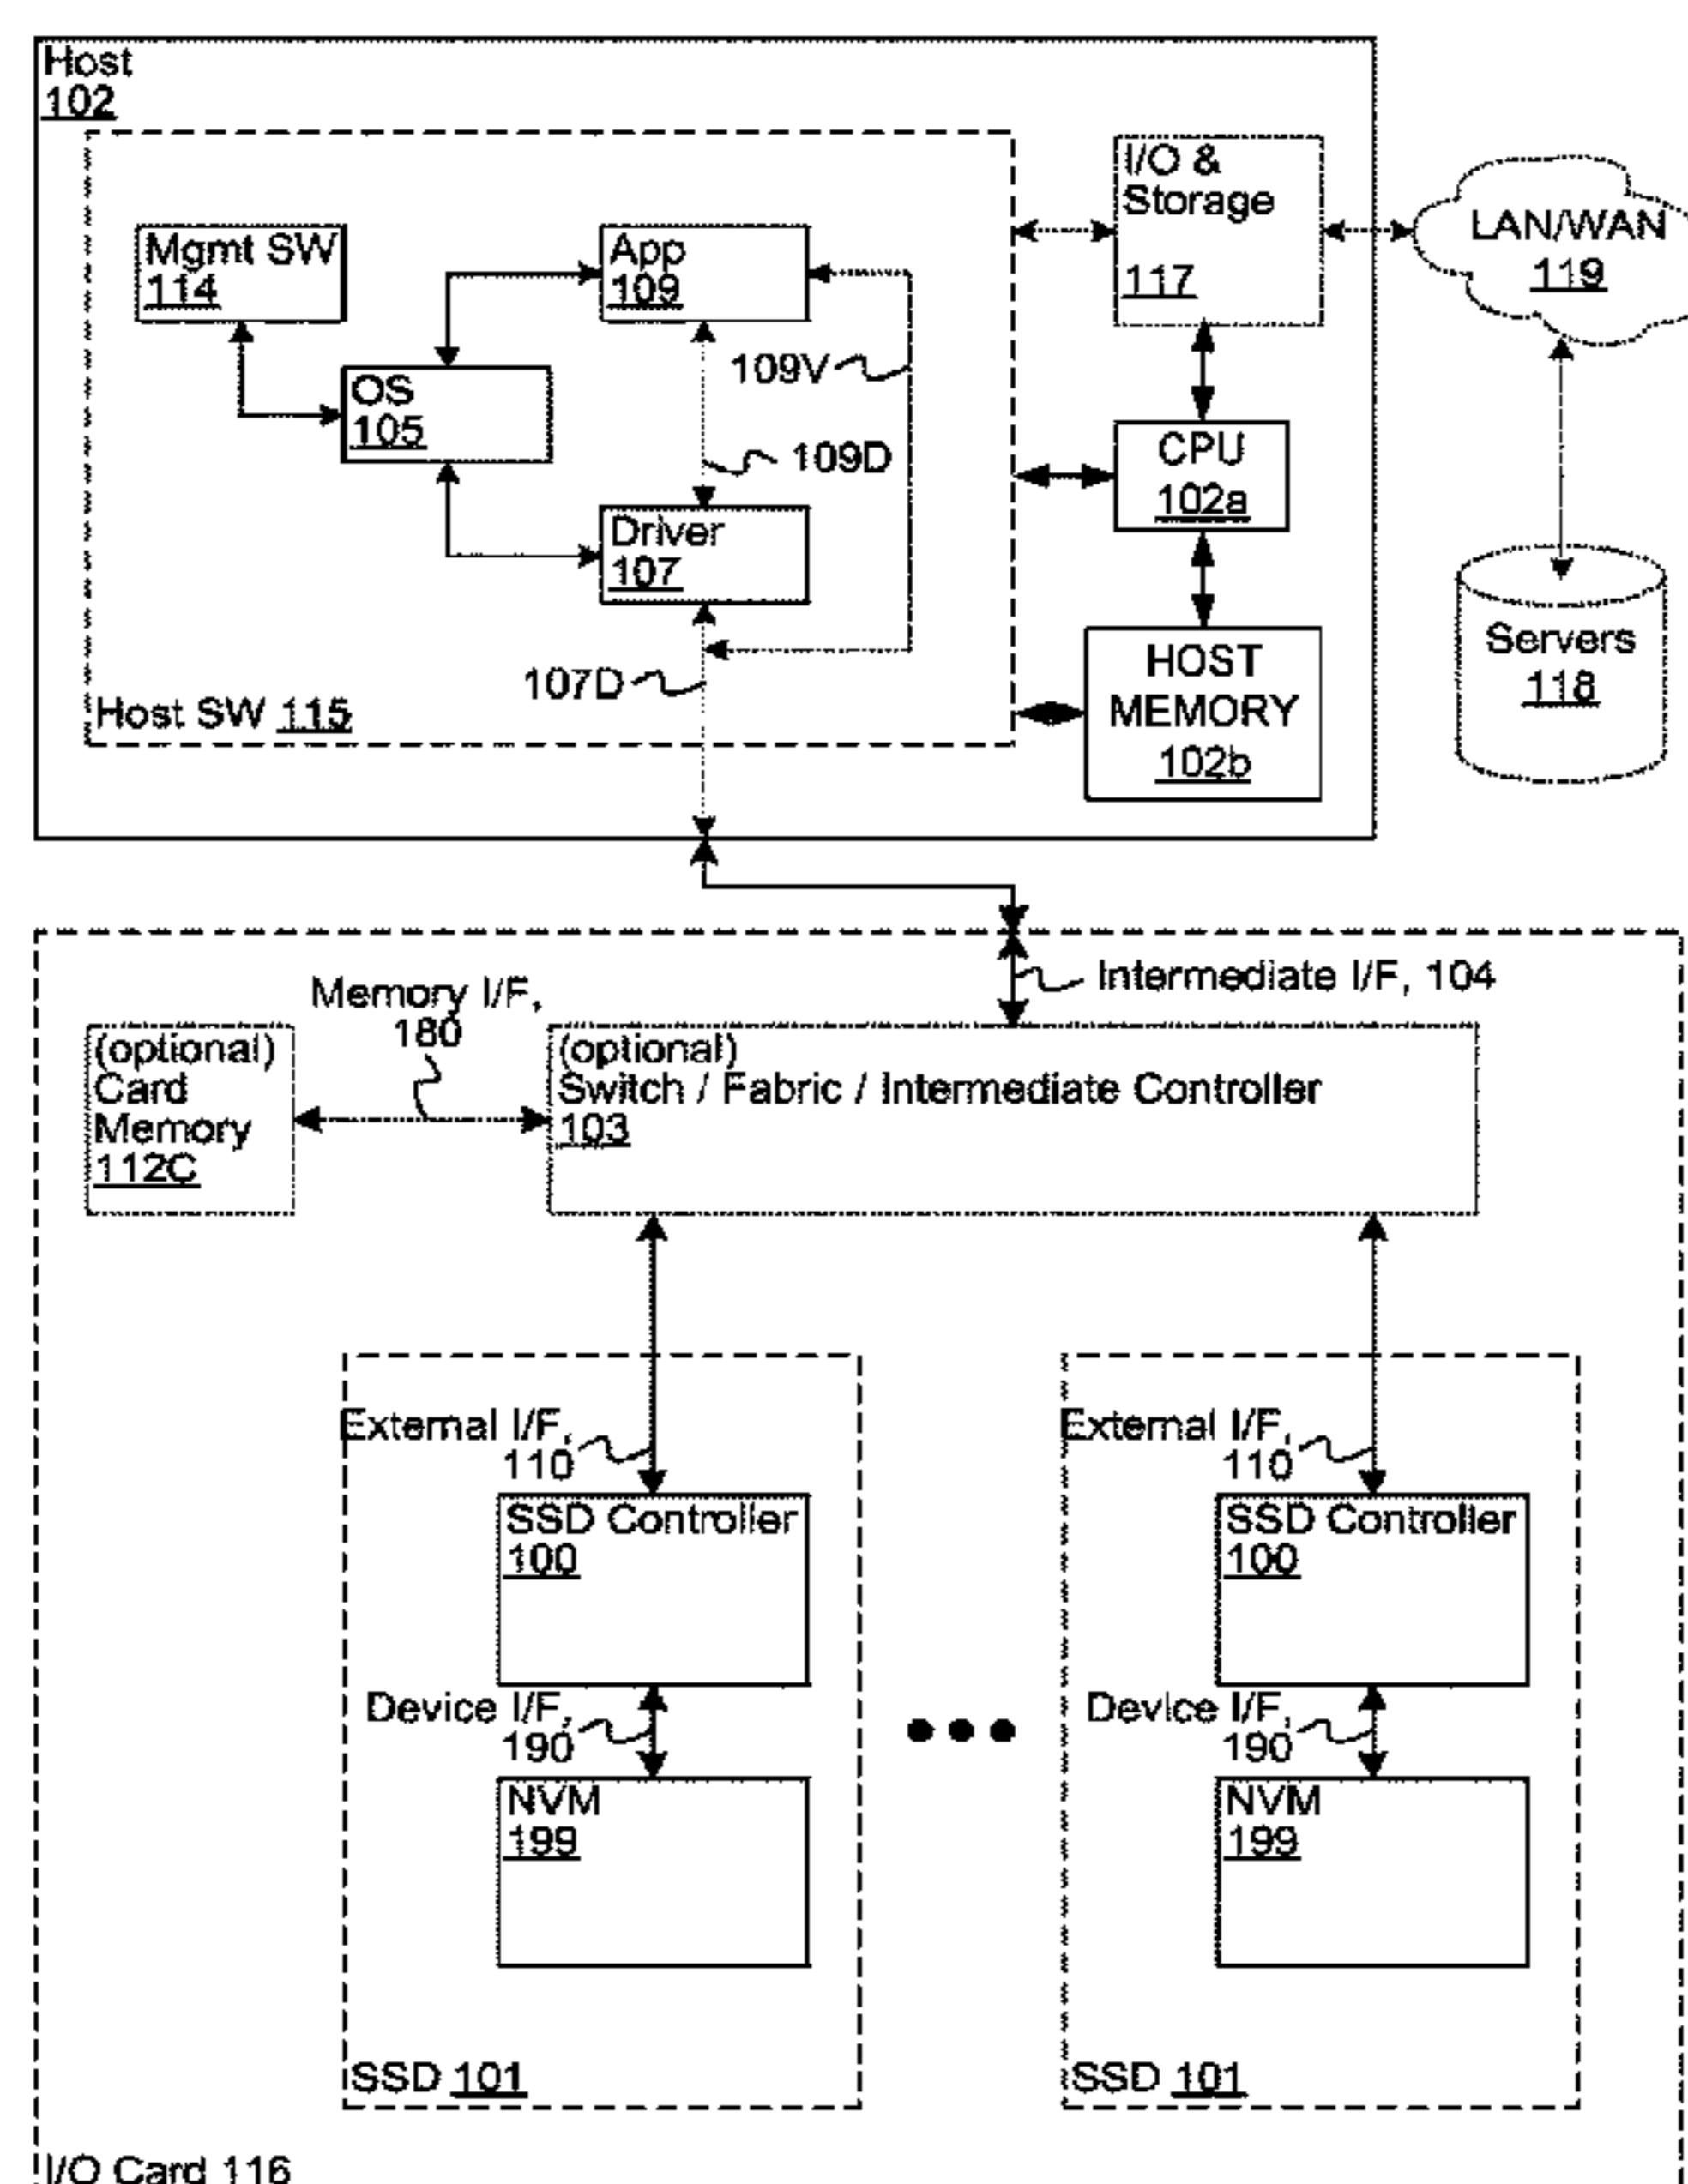 Host
102
I/O &
Storage
117
LAN/WAN
119
Mgmt SW
114
App
109
109V
OS
105
109D
CPU
102a
Driver
107
107D
HOST
MEMORY
102b
Servers
118
Host SW 115
Intermediate I/F, 104
Memory I/F,
180
(optional)
Card
Memory
112C
(optional)
Switch / Fabric / Intermediate Controller
103
External I/F,
110
SSD Controller
100
Device I/F,
190
NVM
199
SSD 101
External I/F,
110
SSD Controller
100
Device I/F,
190
NVM
199
SSD 101
I/O Card 116